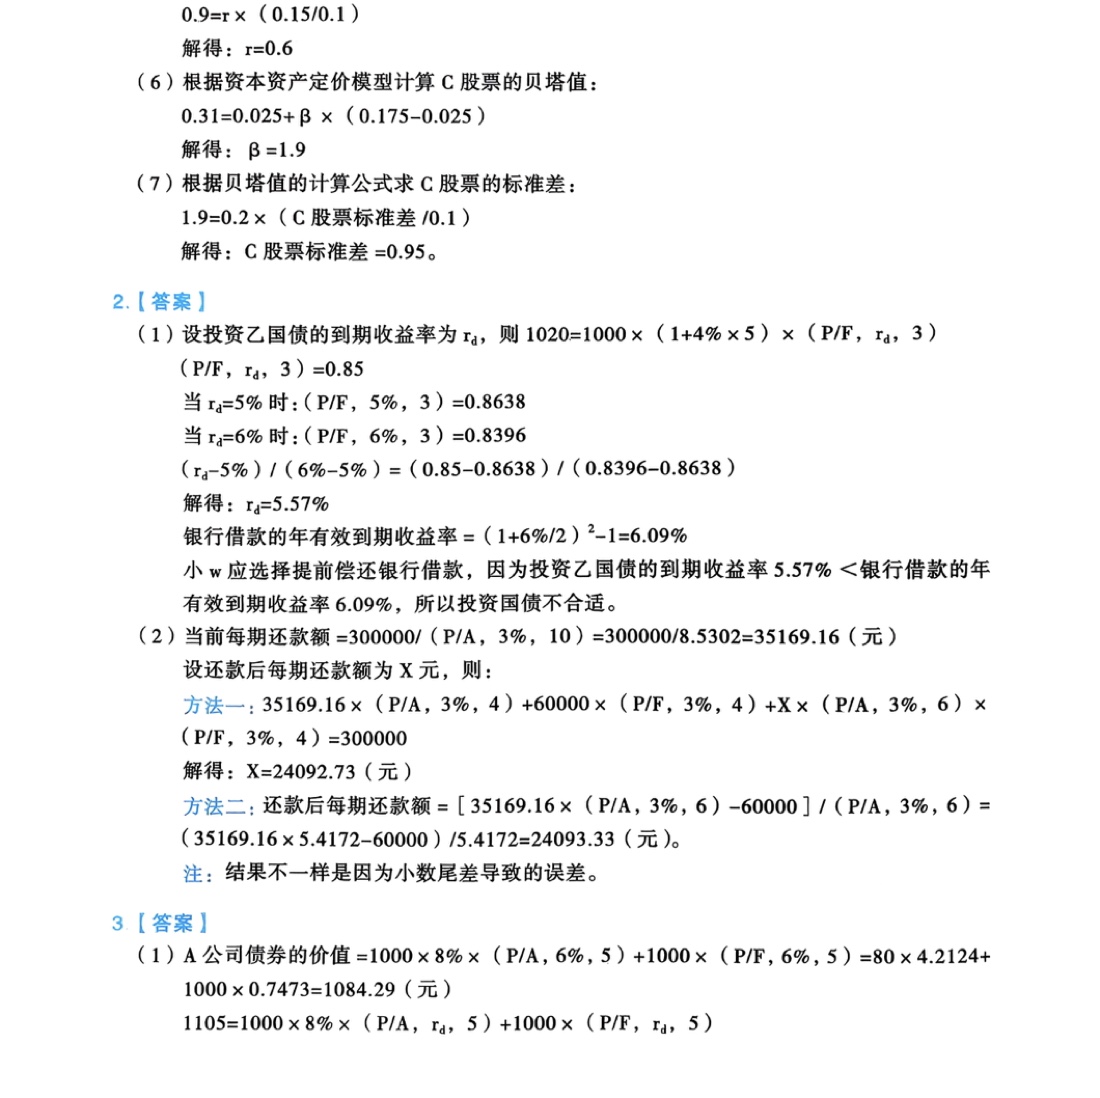 0.9=r×（0.15/0.1）
解得：r=0.6
（6）根据资本资产定价模型计算 C 股票的贝塔值：
0.31=0.025+β ×（0.175-0.025）
解得：β=1.9
（7）根据贝塔值的计算公式求 C 股票的标准差：
1.9=0.2×（C 股票标准差 /0.1）
解得：C 股票标准差 =0.95。
2.【答案】
（1）设投资乙国债的到期收益率为 rd，则 1020=1000×（1+4%×5）×（P/F，rd，3）
（P/F，rd，3）=0.85
当 rd=5% 时：（P/F，5%，3）=0.8638
当 rd=6% 时：（P/F，6%，3）=0.8396
（rd-5%）/（6%-5%）=（0.85-0.8638）/（0.8396-0.8638）
解得：rd=5.57%
银行借款的年有效到期收益率 =（1+6%/2）²-1=6.09%
小 w 应选择提前偿还银行借款，因为投资乙国债的到期收益率 5.57% ＜银行借款的年
有效到期收益率 6.09%，所以投资国债不合适。
（2）当前每期还款额 =300000/（P/A，3%，10）=300000/8.5302=35169.16（元）
设还款后每期还款额为 X 元，则：
方法一：35169.16×（P/A，3%，4）+60000×（P/F，3%，4）+X×（P/A，3%，6）×
（P/F，3%，4）=300000
解得：X=24092.73（元）
方法二：还款后每期还款额 =［35169.16×（P/A，3%，6）-60000］/（P/A，3%，6）=
（35169.16×5.4172-60000）/5.4172=24093.33（元）。
注：结果不一样是因为小数尾差导致的误差。
3【答案】
（1）A 公司债券的价值 =1000×8%×（P/A，6%，5）+1000×（P/F，6%，5）=80×4.2124+
1000×0.7473=1084.29（元）
1105=1000×8%×（P/A，rd，5）+1000×（P/F，rd，5）